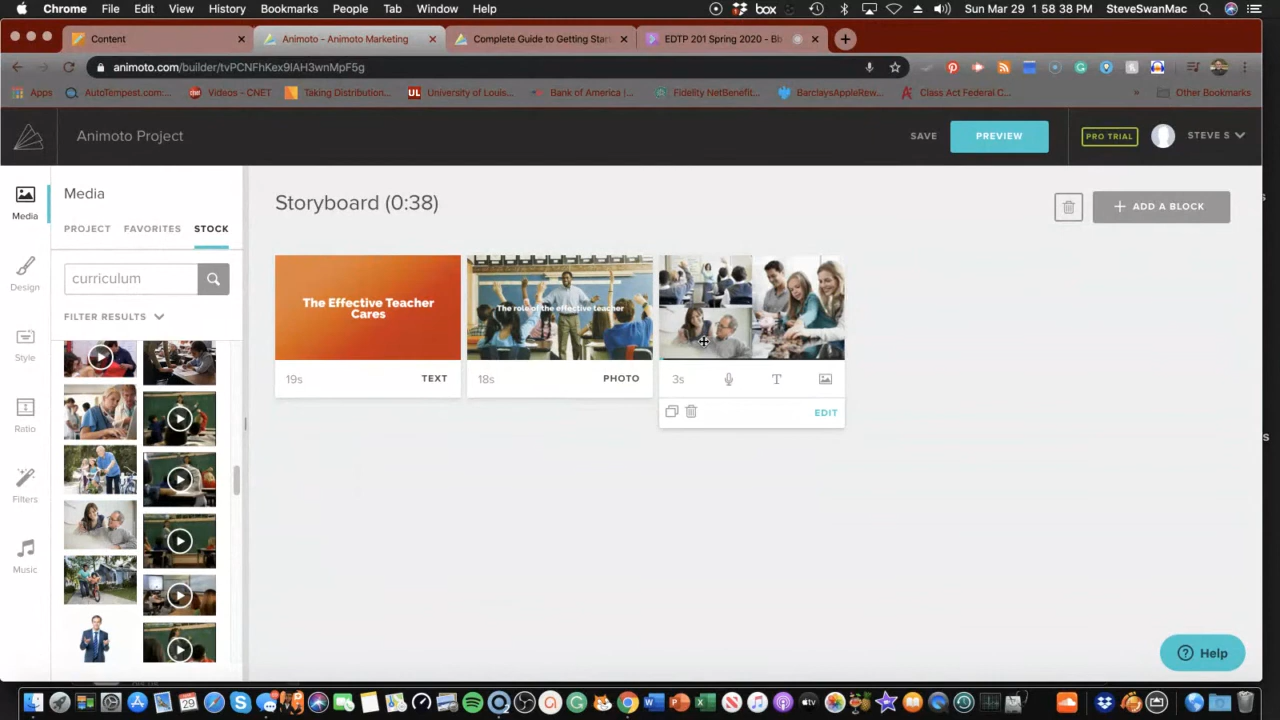 Chrome File Edit View History Bookmarks People Tab Window Help box Sun Mar 29 1:58:38 PM SteveSwanMac
Content Animoto - Animoto Marketing Complete Guide to Getting Star EDTP 201 Spring 2020 - Bl
animoto.com/builder/tvPCNFhKex9IAH3wnMpF5g
Apps AutoTempest.com:... Videos - CNET Taking Distribution... University of Louis... Bank of America |... Fidelity NetBenefit... BarclaysAppleRew... Class Act Federal C... » Other Bookmarks
Animoto Project SAVE PREVIEW PRO TRIAL STEVE S
Media
Media
Storyboard (0:38)
+ ADD A BLOCK
PROJECT FAVORITES STOCK
Design
curriculum
FILTER RESULTS
Style
The Effective Teacher
Cares
The role of the effective teacher
19s TEXT
18s PHOTO
3s T
EDIT
Ratio
Filters
Music
Help